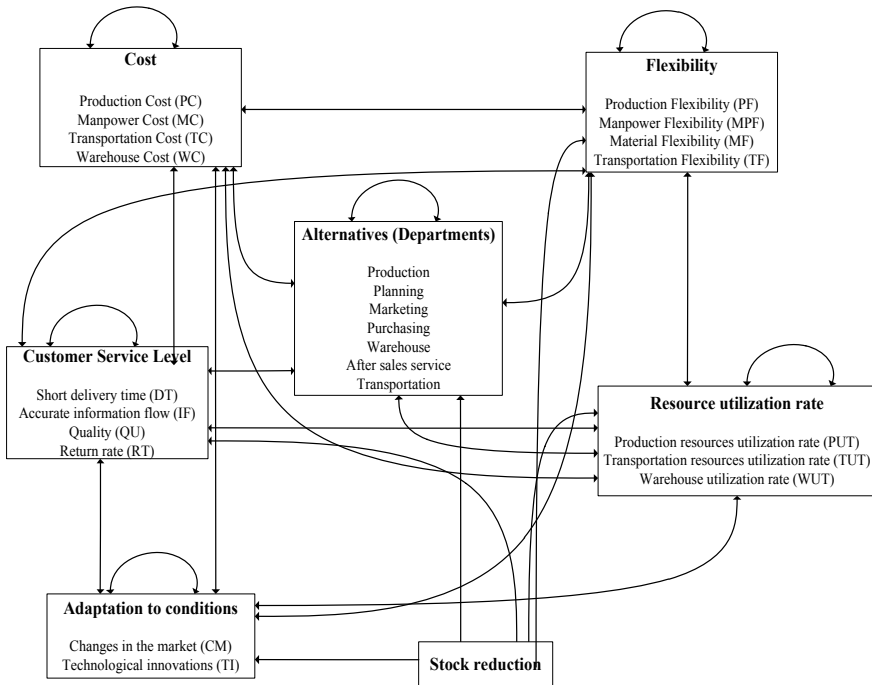 Cost
Production Cost (PC)
Manpower Cost (MC)
Transportation Cost (TC)
Warehouse Cost (WC)
Flexibility
Production Flexibility (PF)
Manpower Flexibility (MPF)
Material Flexibility (MF)
Transportation Flexibility (TF)
Alternatives (Departments)
Production
Planning
Marketing
Purchasing
Warehouse
After sales service
Transportation
Customer Service Level
Short delivery time (DT)
Accurate information flow (IF)
Quality (QU)
Return rate (RT)
Resource utilization rate
Production resources utilization rate (PUT)
Transportation resources utilization rate (TUT)
Warehouse utilization rate (WUT)
Adaptation to conditions
Changes in the market (CM)
Technological innovations (TI)
Stock reduction